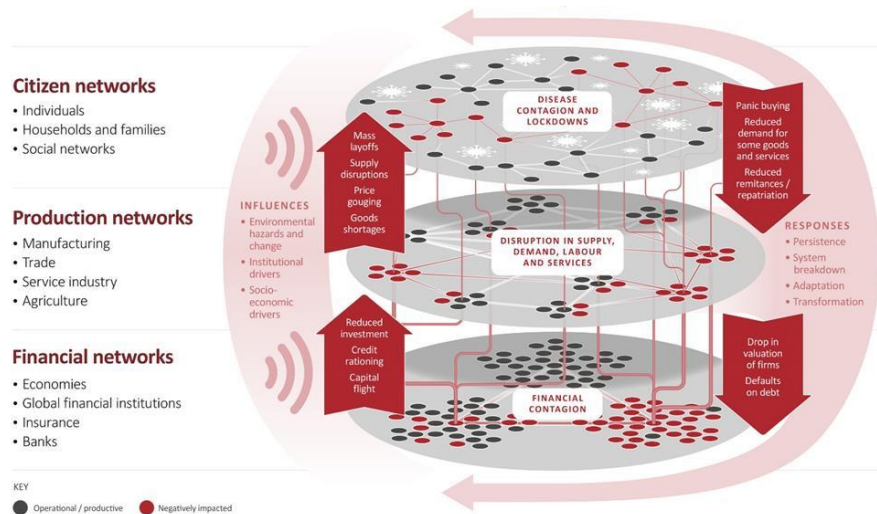 Citizen networks
• Individuals
• Households and families
• Social networks
Production networks
• Manufacturing
• Trade
• Service industry
• Agriculture
Financial networks
• Economies
• Global financial institutions
• Insurance
• Banks
KEY
Operational / productive
Negatively impacted
INFLUENCES
• Environmental
hazards and
change
• Institutional
drivers
• Socio-
economic
drivers
Mass
layoffs
Supply
disruptions
Price
gouging
Goods
shortages
Reduced
investment
Credit
rationing
Capital
flight
DISEASE
CONTAGION AND
LOCKDOWNS
DISRUPTION IN SUPPLY,
DEMAND, LABOUR
AND SERVICES
FINANCIAL
CONTAGION
Panic buying
Reduced
demand for
some goods
and services
Reduced
remitances /
repatriation
Drop in
valuation
of firms
Defaults
on debt
RESPONSES
• Persistence
• System
breakdown
• Adaptation
• Transformation